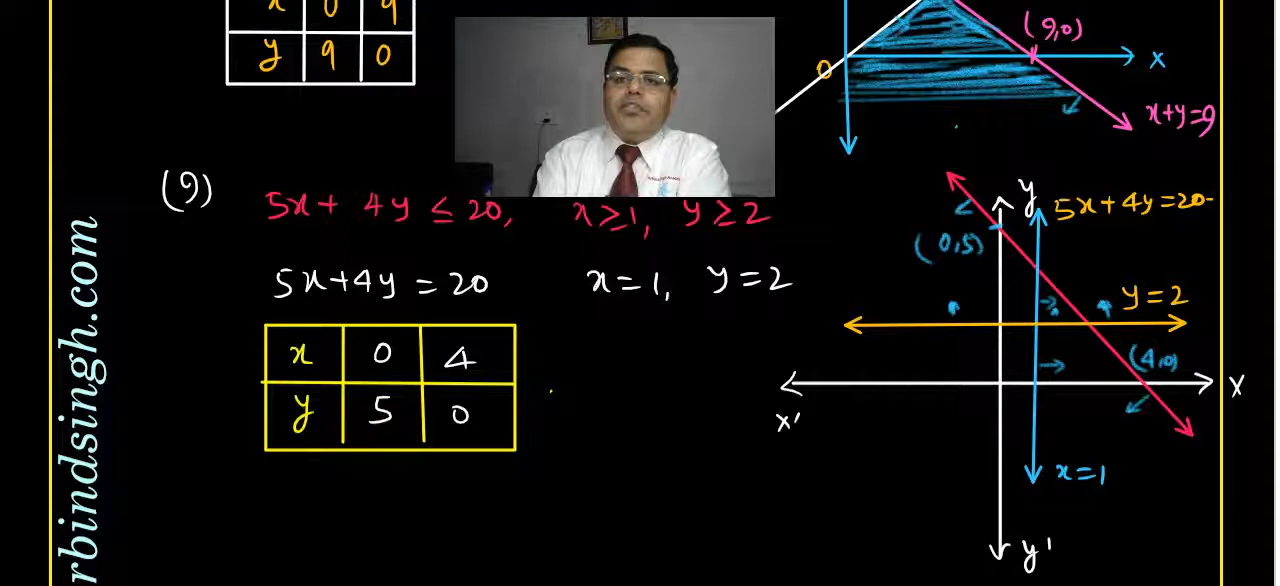 x 0 9
y 9 0
(9,0)
0
x
x+y=9
(9)
5x + 4y ≤ 20, x ≥ 1, y ≥ 2
5x+4y = 20 x = 1, y = 2
x 0 4
y 5 0
y
5x+4y=20
(0,5)
y=2
(4,0)
x'
x
x=1
y'
rbindsingh.com